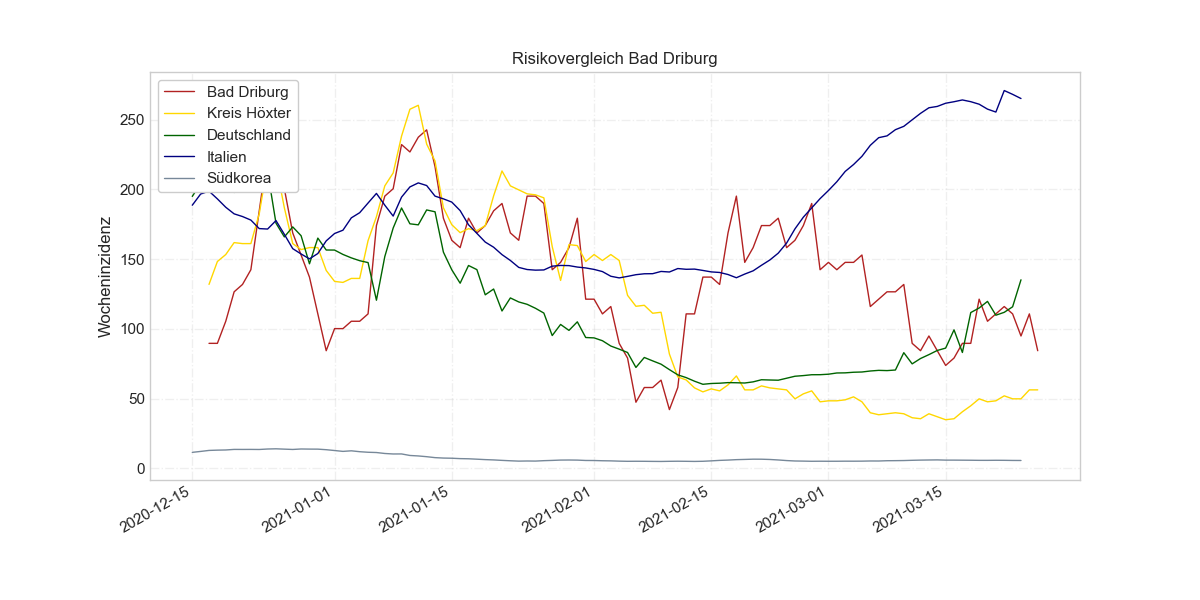 Risikovergleich Bad Driburg
Bad Driburg
Kreis Höxter
Deutschland
Italien
Südkorea
Wocheninzidenz
250
200
150
100
50
0
2020-12-15
2021-01-01
2021-01-15
2021-02-01
2021-02-15
2021-03-01
2021-03-15